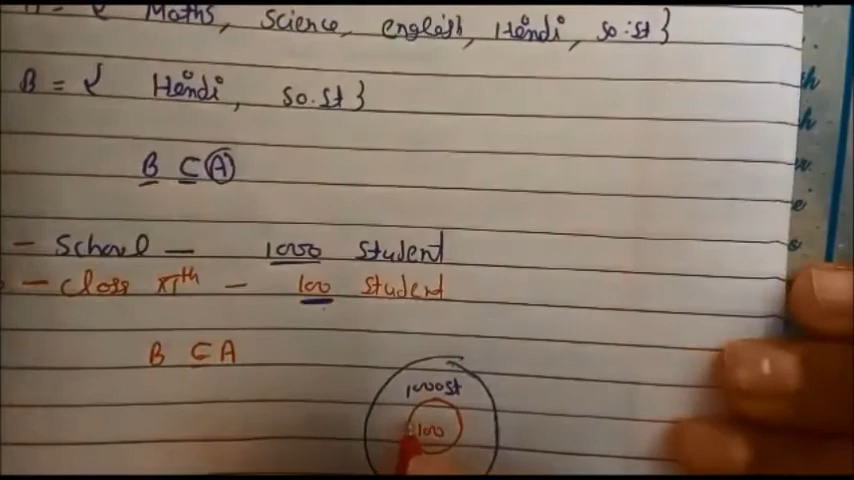 = { Maths, Science, english, Hindi, so.st}
B = { Hindi, so.st}
B ⊂ A
- School - 1000 Student
- Class XIth - 100 Student
B ⊂ A
1000st
100